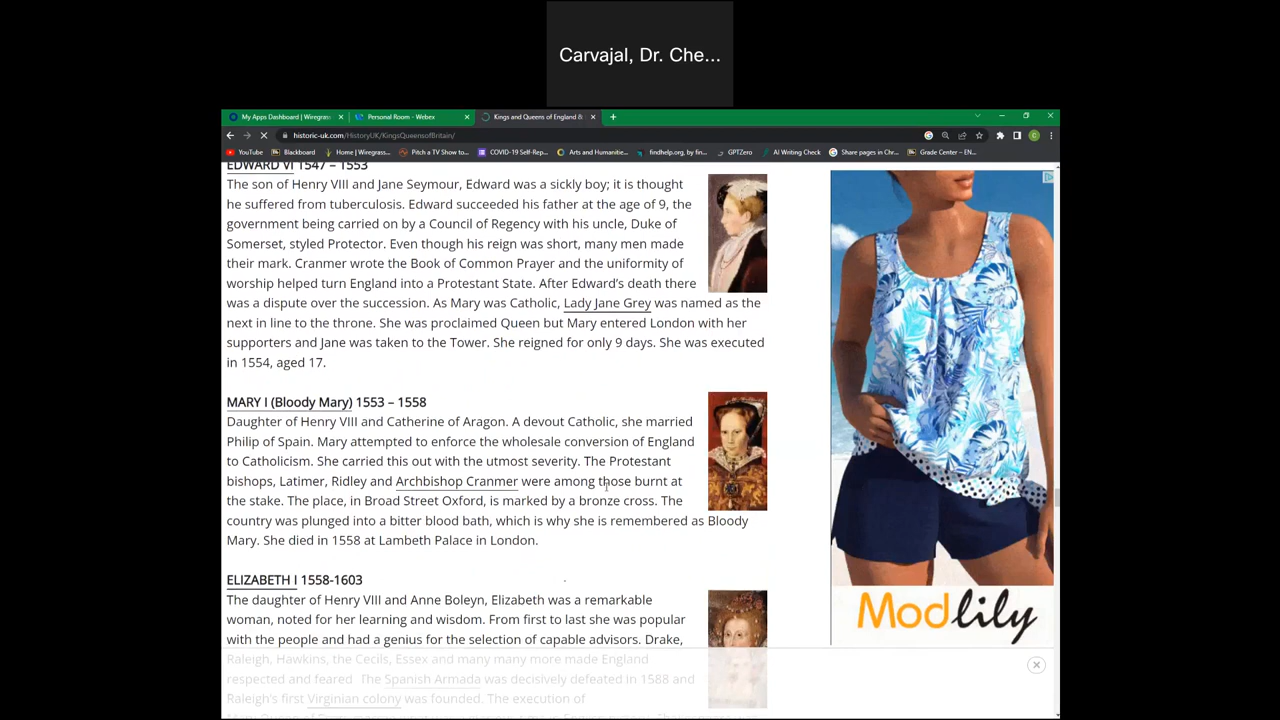 Carvajal, Dr. Che...
My Apps Dashboard | Wiregras
Personal Room - Webex
Kings and Queens of England &
historic-uk.com/HistoryUK/KingsQueensofBritain/
YouTube
Blackboard
Home | Wiregrass...
Pitch a TV Show to...
COVID-19 Self-Rep...
Arts and Humanitie...
findhelp.org, by fin...
GPTZero
AI Writing Check
Share pages in Chr...
Grade Center – EN...
EDWARD VI 1547 – 1553
The son of Henry VIII and Jane Seymour, Edward was a sickly boy; it is thought
he suffered from tuberculosis. Edward succeeded his father at the age of 9, the
government being carried on by a Council of Regency with his uncle, Duke of
Somerset, styled Protector. Even though his reign was short, many men made
their mark. Cranmer wrote the Book of Common Prayer and the uniformity of
worship helped turn England into a Protestant State. After Edward's death there
was a dispute over the succession. As Mary was Catholic, Lady Jane Grey was named as the
next in line to the throne. She was proclaimed Queen but Mary entered London with her
supporters and Jane was taken to the Tower. She reigned for only 9 days. She was executed
in 1554, aged 17.
MARY I (Bloody Mary) 1553 – 1558
Daughter of Henry VIII and Catherine of Aragon. A devout Catholic, she married
Philip of Spain. Mary attempted to enforce the wholesale conversion of England
to Catholicism. She carried this out with the utmost severity. The Protestant
bishops, Latimer, Ridley and Archbishop Cranmer were among those burnt at
the stake. The place, in Broad Street Oxford, is marked by a bronze cross. The
country was plunged into a bitter blood bath, which is why she is remembered as Bloody
Mary. She died in 1558 at Lambeth Palace in London.
ELIZABETH I 1558-1603
The daughter of Henry VIII and Anne Boleyn, Elizabeth was a remarkable
woman, noted for her learning and wisdom. From first to last she was popular
with the people and had a genius for the selection of capable advisors. Drake,
Raleigh, Hawkins, the Cecils, Essex and many many more made England
respected and feared. The Spanish Armada was decisively defeated in 1588 and
Raleigh's first Virginian colony was founded. The execution of
Modlily